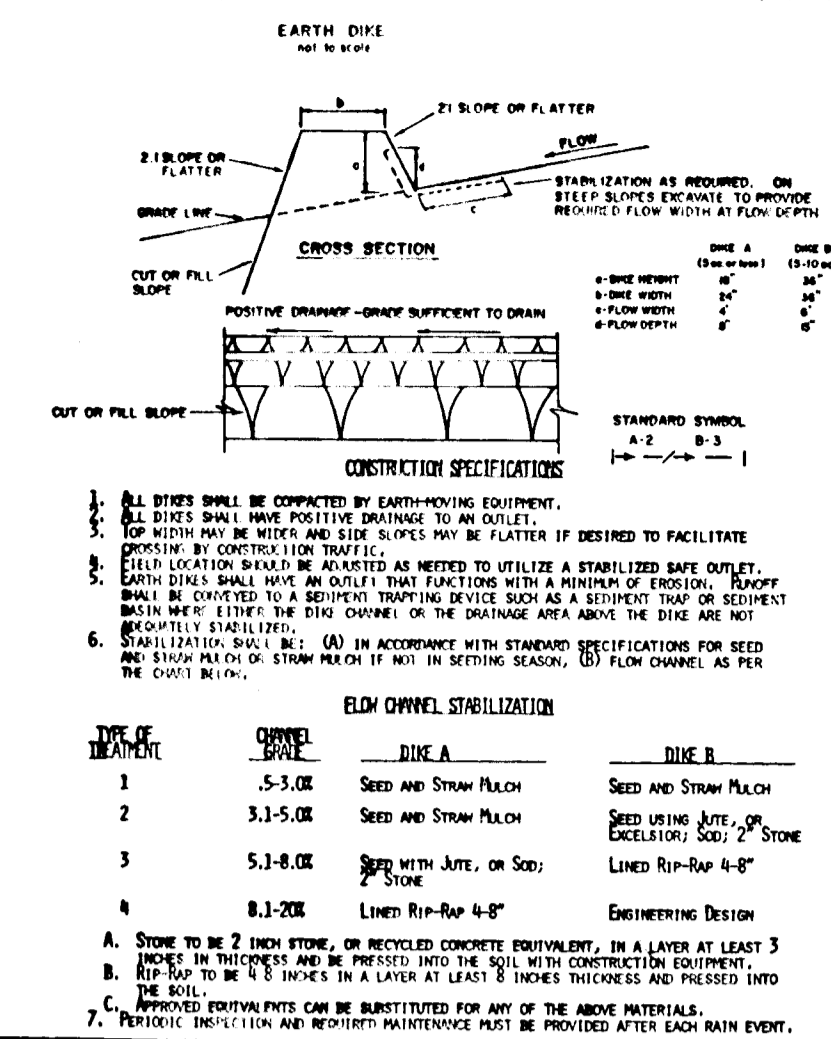 EARTH DIKE
not to scale
b
2:1 SLOPE OR FLATTER
FLOW
2:1 SLOPE OR
FLATTER
a
d
STABILIZATION AS REQUIRED. ON
STEEP SLOPES EXCAVATE TO PROVIDE
REQUIRED FLOW WIDTH AT FLOW DEPTH
c
GRADE LINE
CROSS SECTION
CUT OR FILL
SLOPE
DIKE A DIKE B
(5 ac. or less) (5-10 ac
a-DIKE HEIGHT 18" 36"
b-DIKE WIDTH 24" 36"
c-FLOW WIDTH 4' 6'
d-FLOW DEPTH 8" 15"
POSITIVE DRAINAGE-GRADE SUFFICIENT TO DRAIN
CUT OR FILL SLOPE
STANDARD SYMBOL
A-2 B-3
CONSTRUCTION SPECIFICATIONS
1. ALL DIKES SHALL BE COMPACTED BY EARTH-MOVING EQUIPMENT.
2. ALL DIKES SHALL HAVE POSITIVE DRAINAGE TO AN OUTLET.
3. TOP WIDTH MAY BE WIDER AND SIDE SLOPES MAY BE FLATTER IF DESIRED TO FACILITATE
CROSSING BY CONSTRUCTION TRAFFIC.
4. FIELD LOCATION SHOULD BE ADJUSTED AS NEEDED TO UTILIZE A STABILIZED SAFE OUTLET.
5. EARTH DIKES SHALL HAVE AN OUTLET THAT FUNCTIONS WITH A MINIMUM OF EROSION. RUNOFF
SHALL BE CONVEYED TO A SEDIMENT TRAPPING DEVICE SUCH AS A SEDIMENT TRAP OR SEDIMENT
BASIN WHERE EITHER THE DIKE CHANNEL OR THE DRAINAGE AREA ABOVE THE DIKE ARE NOT
ADEQUATELY STABILIZED.
6. STABILIZATION SHALL BE: (A) IN ACCORDANCE WITH STANDARD SPECIFICATIONS FOR SEED
AND STRAW MULCH OR STRAW MULCH IF NOT IN SEEDING SEASON, (B) FLOW CHANNEL AS PER
THE CHART BELOW.
FLOW CHANNEL STABILIZATION
TYPE OF CHANNEL
TREATMENT GRADE DIKE A DIKE B
1 .5-3.0% SEED AND STRAW MULCH SEED AND STRAW MULCH
2 3.1-5.0% SEED AND STRAW MULCH SEED USING JUTE, OR
EXCELSIOR; SOD; 2" STONE
3 5.1-8.0% SEED WITH JUTE, OR SOD; LINED RIP-RAP 4-8"
2" STONE
4 8.1-20% LINED RIP-RAP 4-8" ENGINEERING DESIGN
A. STONE TO BE 2 INCH STONE, OR RECYCLED CONCRETE EQUIVALENT, IN A LAYER AT LEAST 3
INCHES IN THICKNESS AND BE PRESSED INTO THE SOIL WITH CONSTRUCTION EQUIPMENT.
B. RIP-RAP TO BE 4-8 INCHES IN A LAYER AT LEAST 8 INCHES THICKNESS AND PRESSED INTO
THE SOIL.
C. APPROVED EQUIVALENTS CAN BE SUBSTITUTED FOR ANY OF THE ABOVE MATERIALS.
7. PERIODIC INSPECTION AND REQUIRED MAINTENANCE MUST BE PROVIDED AFTER EACH RAIN EVENT.